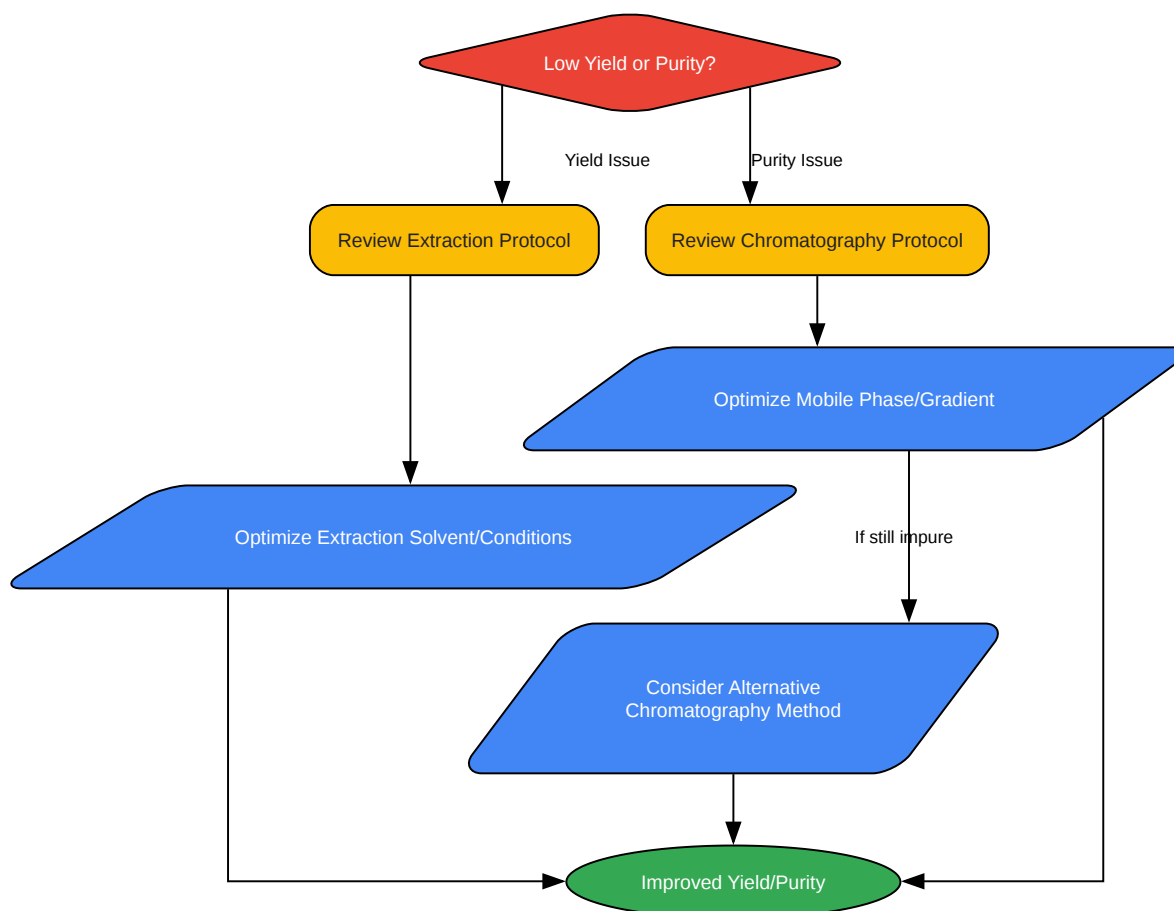 Low Yield or Purity?
Yield Issue
Purity Issue
Review Extraction Protocol
Review Chromatography Protocol
Optimize Mobile Phase/Gradient
Optimize Extraction Solvent/Conditions
If still impure
Consider Alternative
Chromatography Method
Improved Yield/Purity